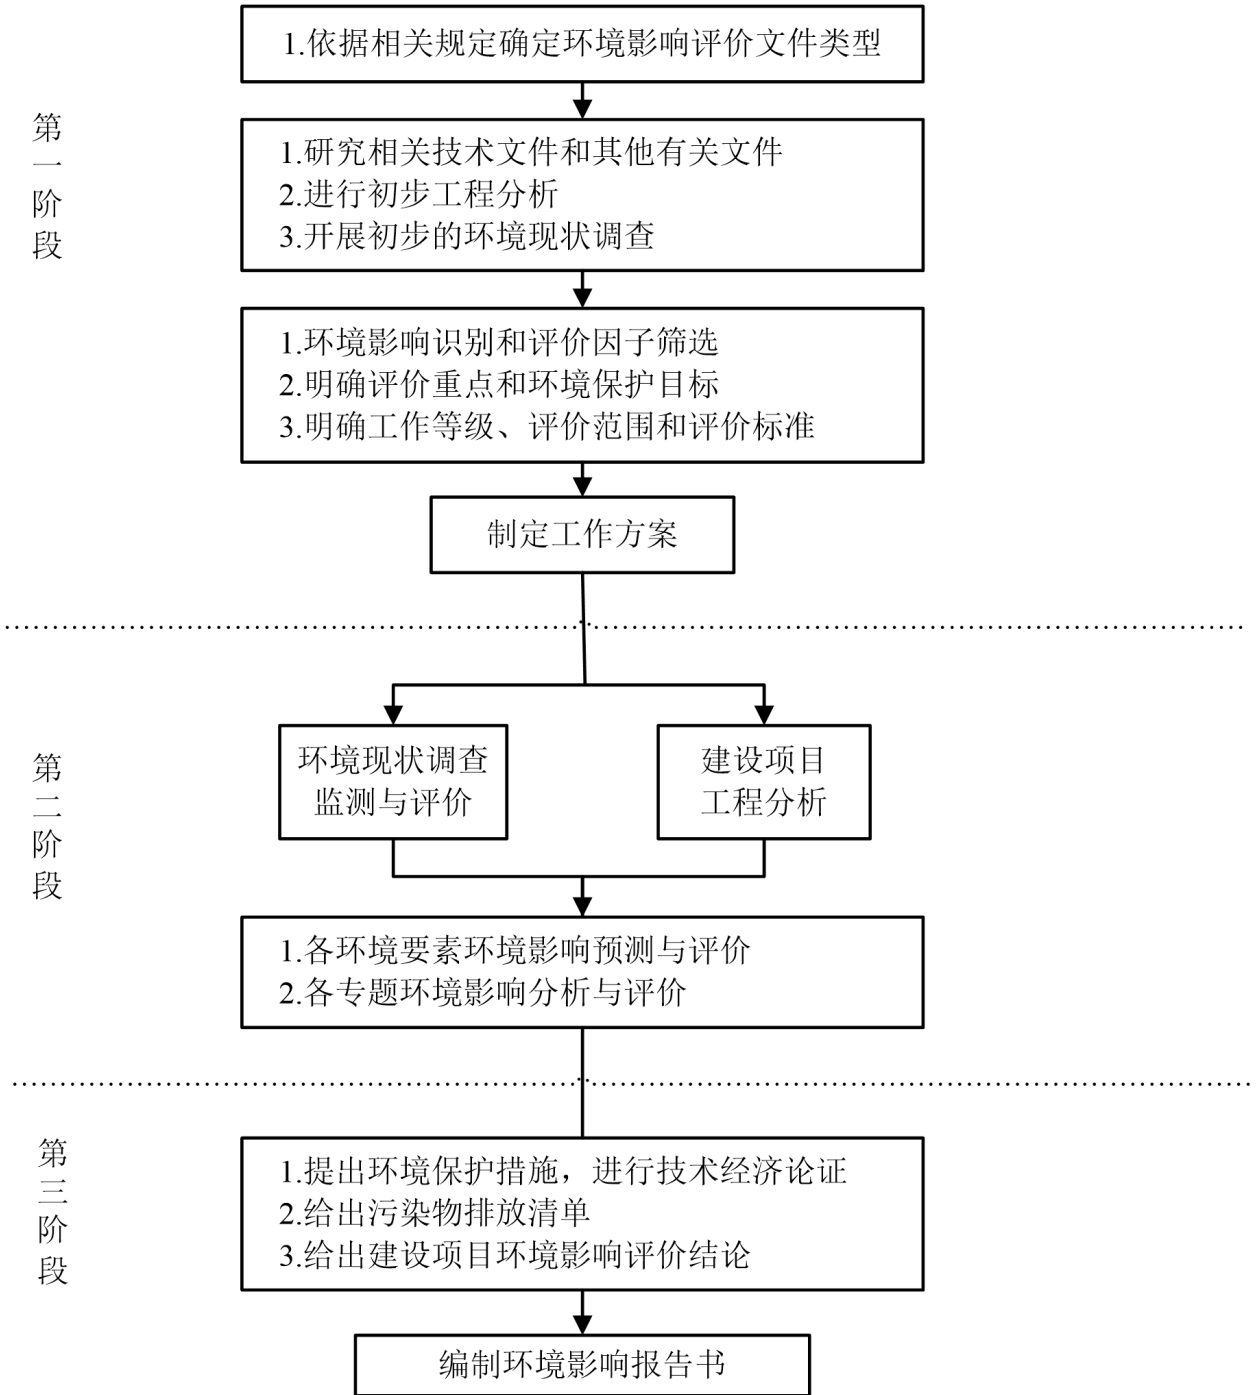 1.依据相关规定确定环境影响评价文件类型
第一阶段
1.研究相关技术文件和其他有关文件
2.进行初步工程分析
3.开展初步的环境现状调查
1.环境影响识别和评价因子筛选
2.明确评价重点和环境保护目标
3.明确工作等级、评价范围和评价标准
制定工作方案
第二阶段
环境现状调查
监测与评价
建设项目
工程分析
1.各环境要素环境影响预测与评价
2.各专题环境影响分析与评价
第三阶段
1.提出环境保护措施，进行技术经济论证
2.给出污染物排放清单
3.给出建设项目环境影响评价结论
编制环境影响报告书